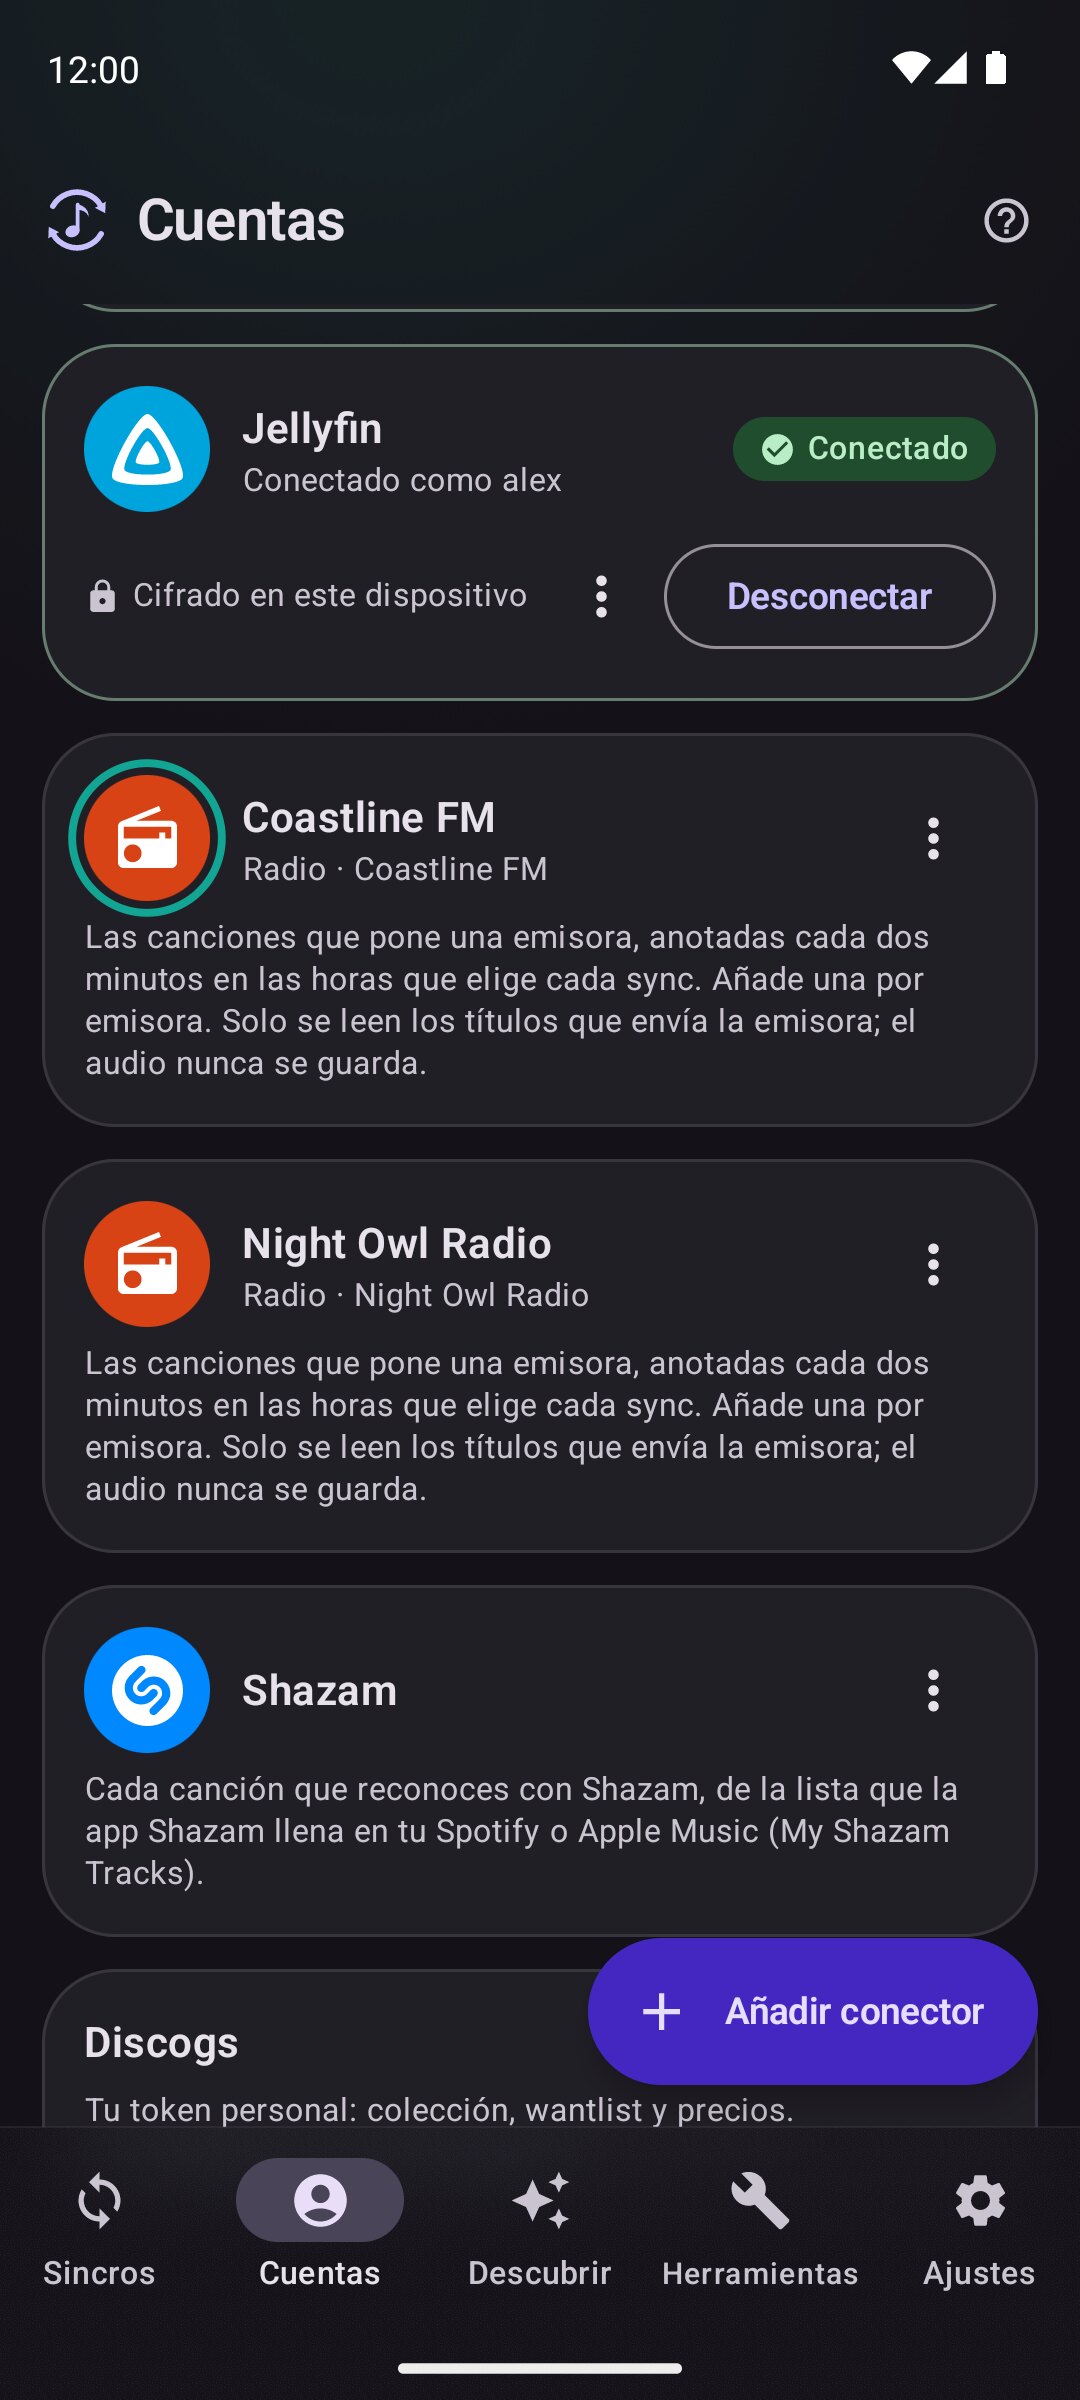 12:00
Cuentas
Jellyfin
Conectado como alex
Conectado
Cifrado en este dispositivo
Desconectar
Coastline FM
Radio · Coastline FM
Las canciones que pone una emisora, anotadas cada dos
minutos en las horas que elige cada sync. Añade una por
emisora. Solo se leen los títulos que envía la emisora; el
audio nunca se guarda.
Night Owl Radio
Radio · Night Owl Radio
Las canciones que pone una emisora, anotadas cada dos
minutos en las horas que elige cada sync. Añade una por
emisora. Solo se leen los títulos que envía la emisora; el
audio nunca se guarda.
Shazam
Cada canción que reconoces con Shazam, de la lista que la
app Shazam llena en tu Spotify o Apple Music (My Shazam
Tracks).
Añadir conector
Discogs
Tu token personal: colección, wantlist y precios.
Sincros
Cuentas
Descubrir
Herramientas
Ajustes